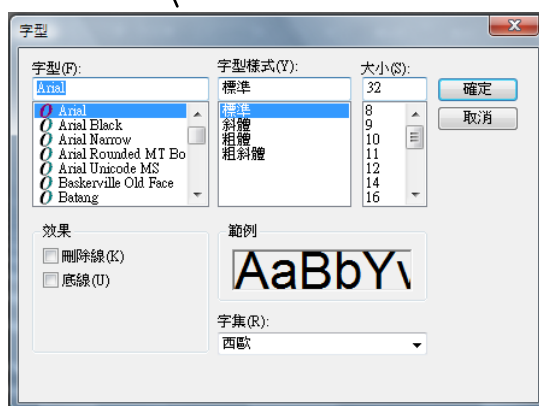 字型
字型(F):
Arial
Arial
Arial Black
Arial Narrow
Arial Rounded MT Bo
Arial Unicode MS
Baskerville Old Face
Batang
字型樣式(Y):
標準
標準
斜體
粗體
粗斜體
大小(S):
32
8
9
10
11
12
14
16
確定
取消
效果
刪除線(K)
底線(U)
範例
AaBbYy
字集(R):
西歐